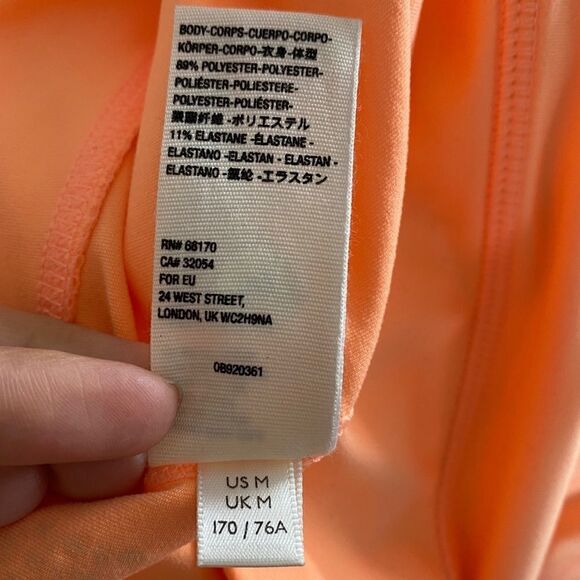 BODY-CORPS-CUERPO-CORPO-
KÖRPER-CORPO-衣身-体型
89% POLYESTER-POLYESTER-
POLIÉSTER-POLIESTERE-
POLYESTER-POLIÉSTER-
聚酯纤维-ポリエステル
11% ELASTANE -ÉLASTANE-
ELASTANO -ELASTAN - ELASTAN -
ELASTANO -氨纶 -エラスタン
RN# 66170
CA# 32054
FOR EU
24 WEST STREET,
LONDON, UK WC2H9NA
0B920361
US M
UK M
170 / 76A